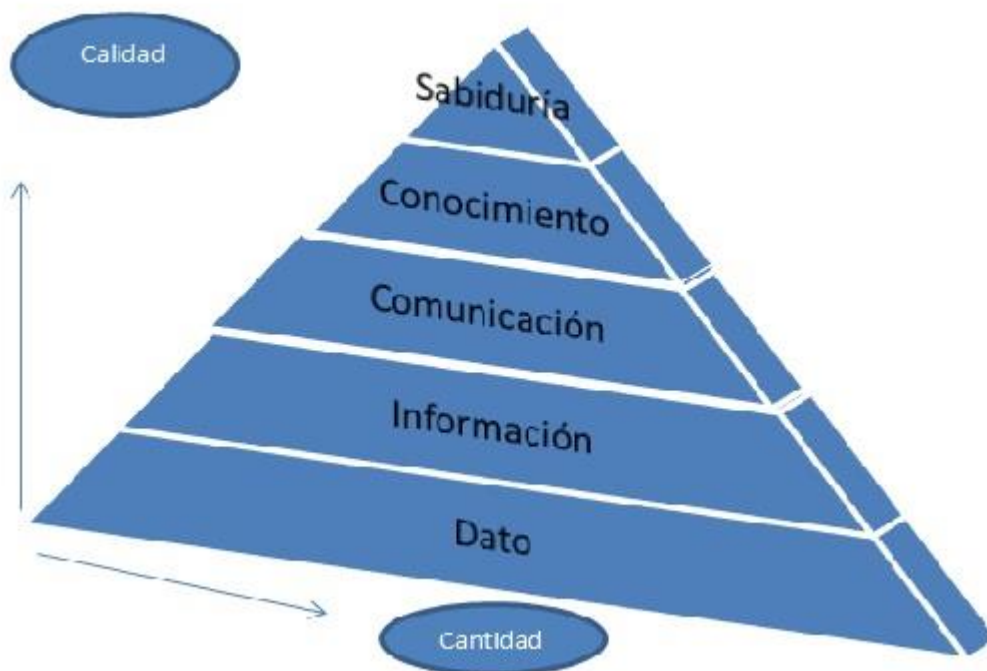 Calidad
Sabiduría
Conocimiento
Comunicación
Información
Dato
Cantidad